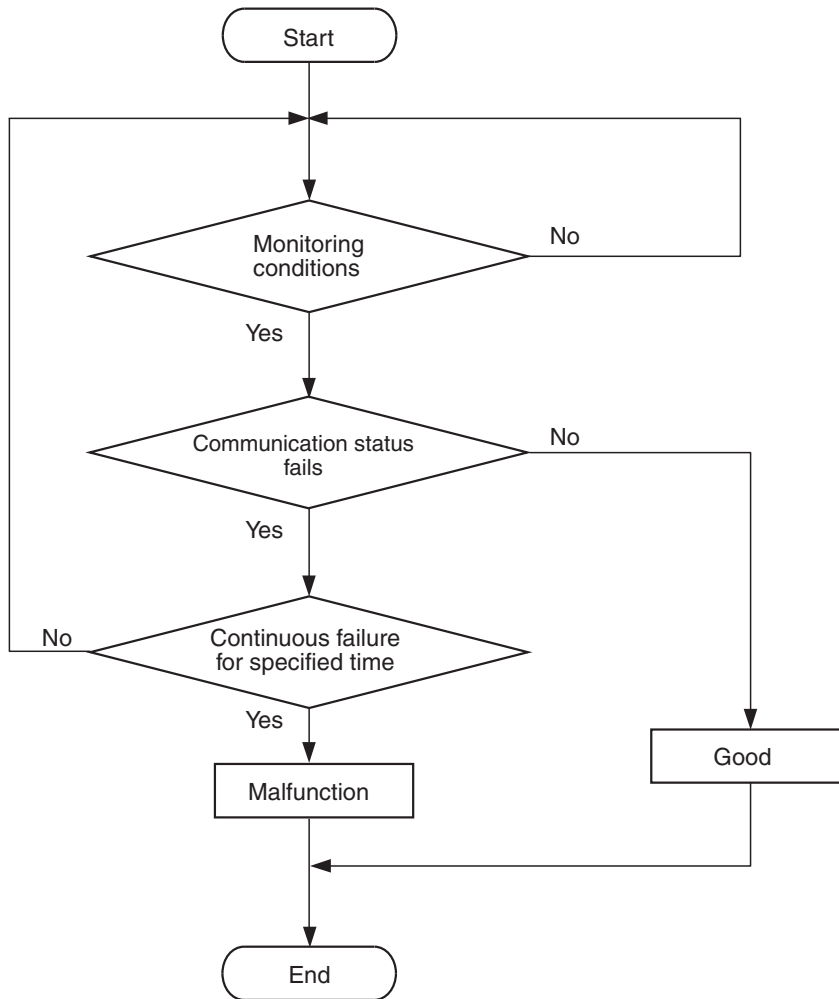 Start
Monitoring
conditions
No
Yes
Communication status
fails
No
Yes
Continuous failure
for specified time
No
Yes
Malfunction
Good
End